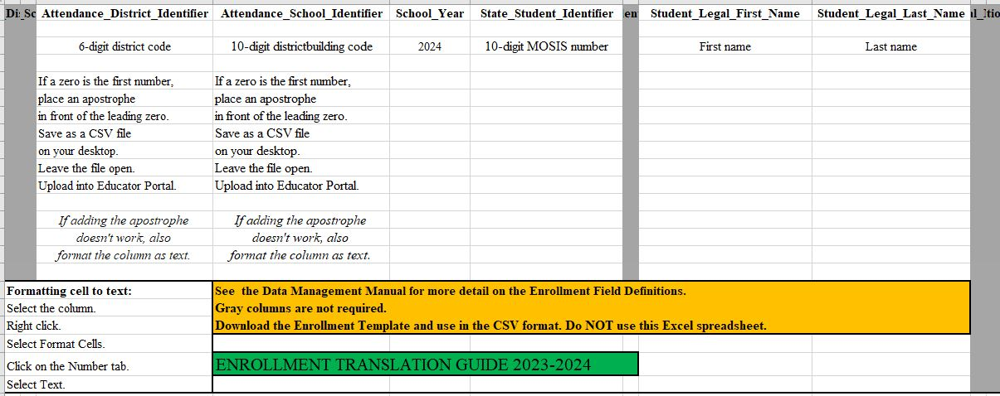 Attendance_District_Identifier Attendance_School_Identifier School_Year State_Student_Identifier Student_Legal_First_Name Student_Legal_Last_Name
6-digit district code 10-digit districtbuilding code 2024 10-digit MOSIS number First name Last name
If a zero is the first number, If a zero is the first number,
place an apostrophe place an apostrophe
in front of the leading zero. in front of the leading zero.
Save as a CSV file Save as a CSV file
on your desktop. on your desktop.
Leave the file open. Leave the file open.
Upload into Educator Portal. Upload into Educator Portal.
If adding the apostrophe If adding the apostrophe
doesn't work, also doesn't work, also
format the column as text. format the column as text.
Formatting cell to text: See the Data Management Manual for more detail on the Enrollment Field Definitions.
Select the column. Gray columns are not required.
Right click. Download the Enrollment Template and use in the CSV format. Do NOT use this Excel spreadsheet.
Select Format Cells.
Click on the Number tab. ENROLLMENT TRANSLATION GUIDE 2023-2024
Select Text.